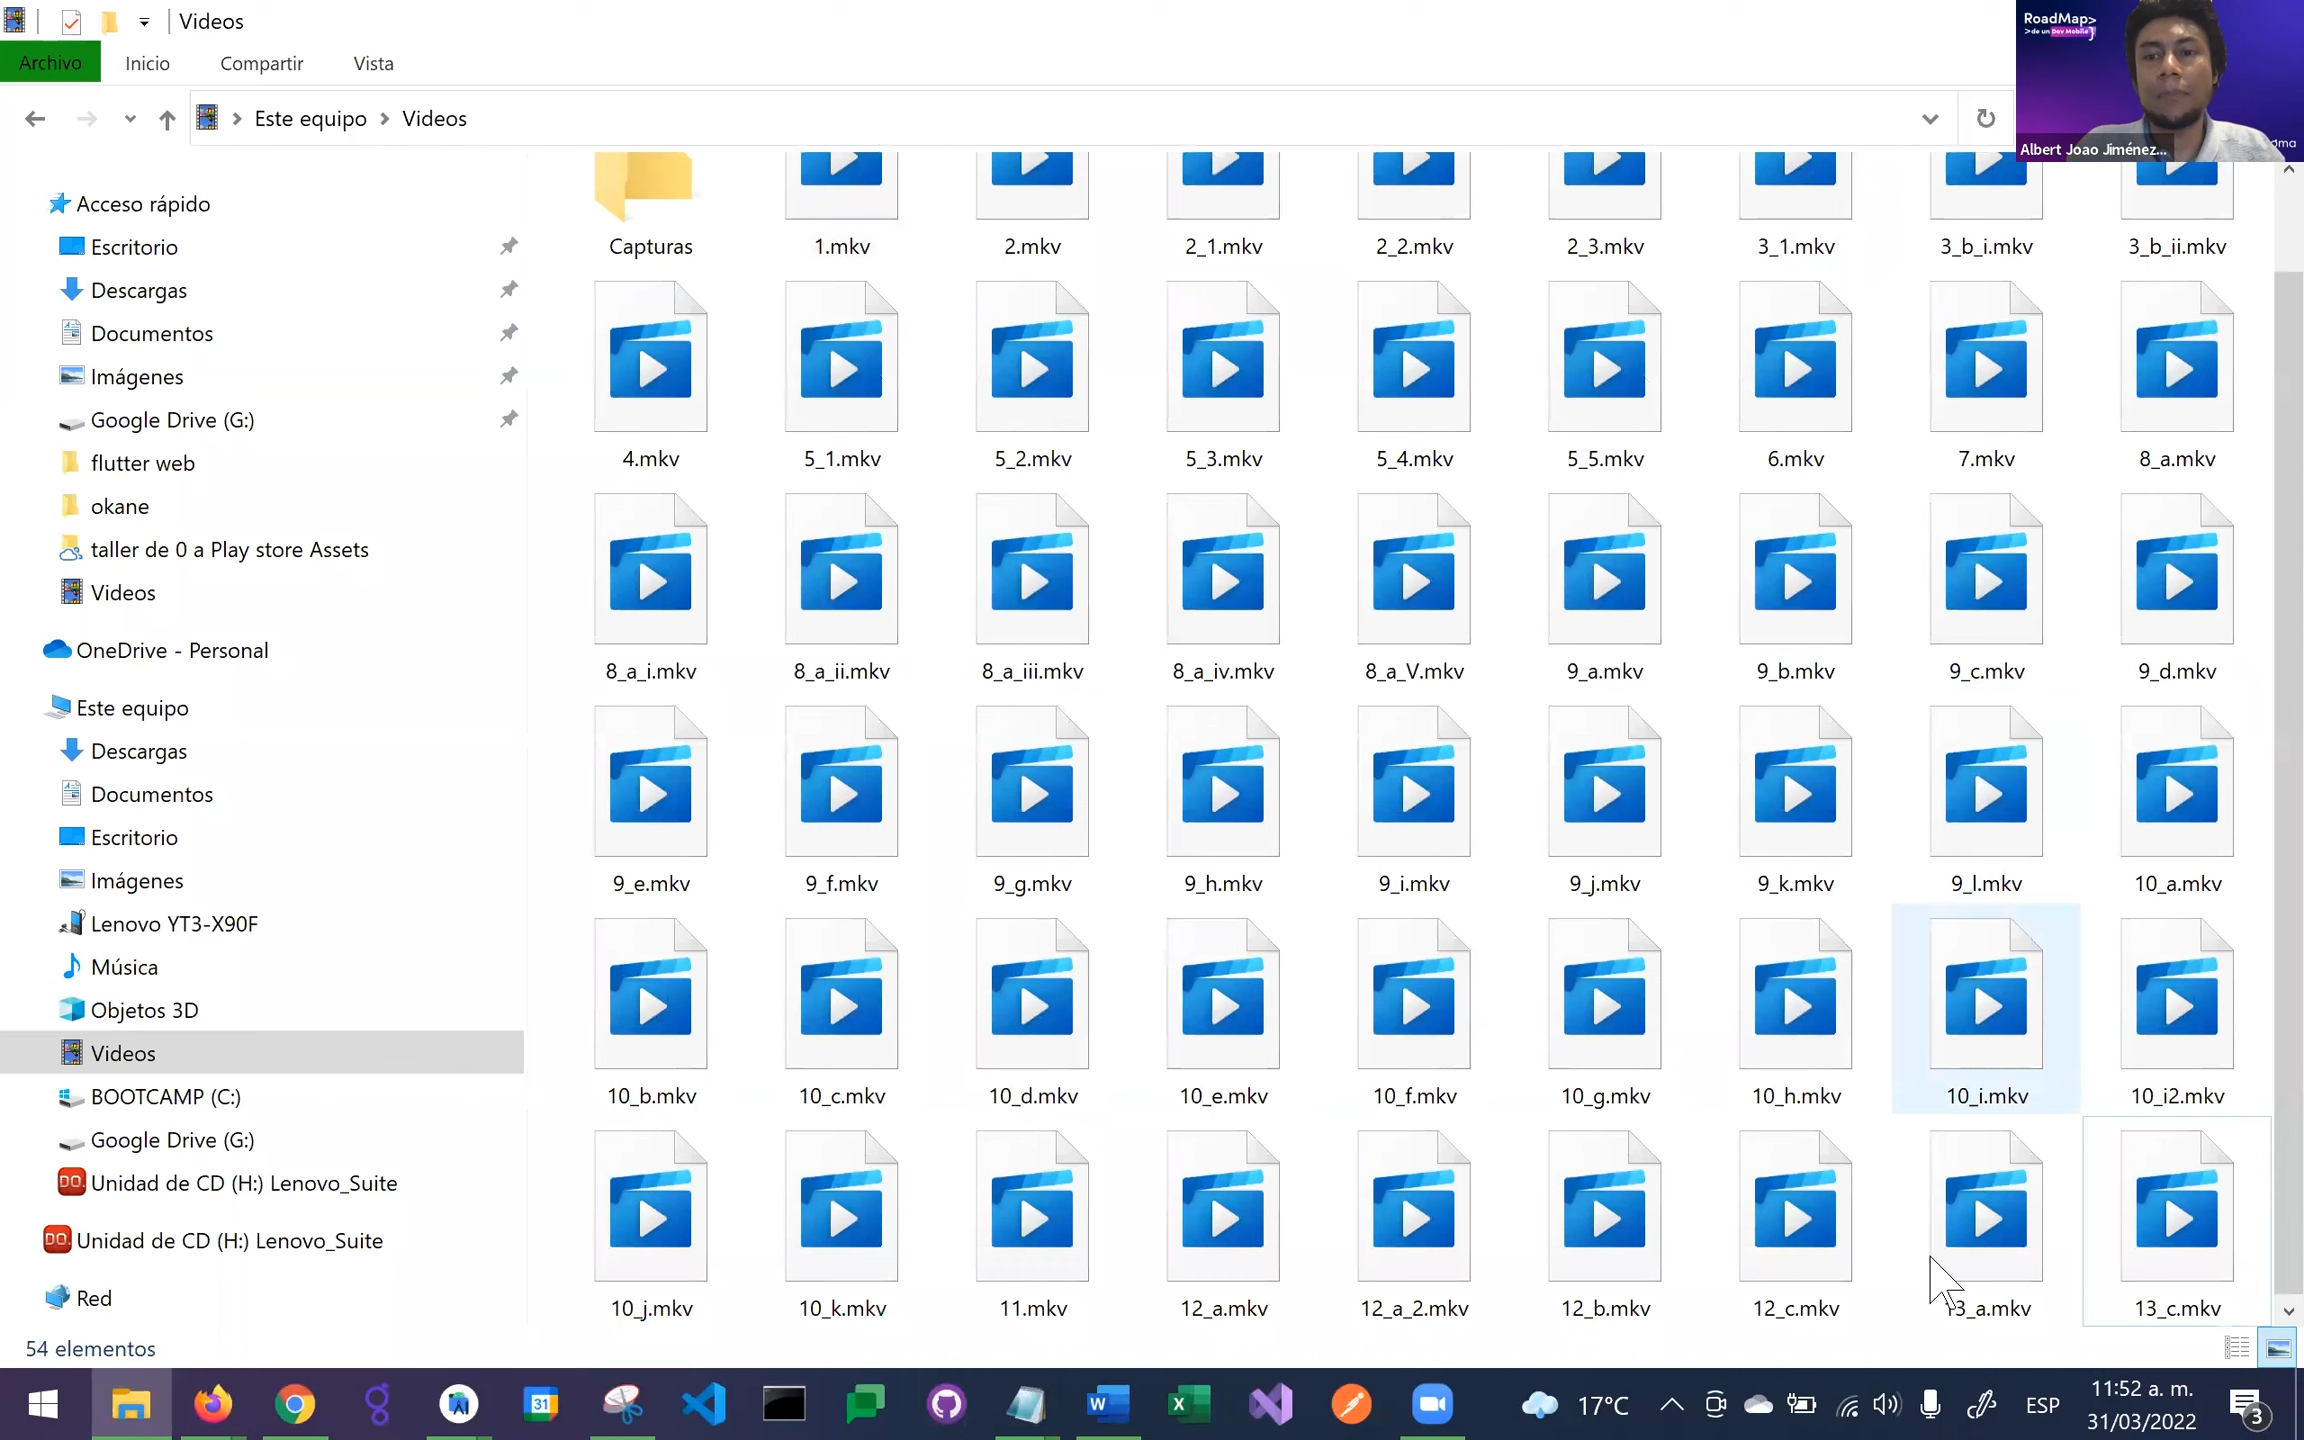 Videos
Archivo Inicio Compartir Vista
Este equipo > Videos
RoadMap>
>de un Dev Mobile
Albert Joao Jiménez...
Acceso rápido
Escritorio
Descargas
Documentos
Imágenes
Google Drive (G:)
flutter web
okane
taller de 0 a Play store Assets
Videos
OneDrive - Personal
Este equipo
Descargas
Documentos
Escritorio
Imágenes
Lenovo YT3-X90F
Música
Objetos 3D
Videos
BOOTCAMP (C:)
Google Drive (G:)
Unidad de CD (H:) Lenovo_Suite
Unidad de CD (H:) Lenovo_Suite
Red
Capturas 1.mkv 2.mkv 2_1.mkv 2_2.mkv 2_3.mkv 3_1.mkv 3_b_i.mkv 3_b_ii.mkv
4.mkv 5_1.mkv 5_2.mkv 5_3.mkv 5_4.mkv 5_5.mkv 6.mkv 7.mkv 8_a.mkv
8_a_i.mkv 8_a_ii.mkv 8_a_iii.mkv 8_a_iv.mkv 8_a_V.mkv 9_a.mkv 9_b.mkv 9_c.mkv 9_d.mkv
9_e.mkv 9_f.mkv 9_g.mkv 9_h.mkv 9_i.mkv 9_j.mkv 9_k.mkv 9_l.mkv 10_a.mkv
10_b.mkv 10_c.mkv 10_d.mkv 10_e.mkv 10_f.mkv 10_g.mkv 10_h.mkv 10_i.mkv 10_i2.mkv
10_j.mkv 10_k.mkv 11.mkv 12_a.mkv 12_a_2.mkv 12_b.mkv 12_c.mkv 13_a.mkv 13_c.mkv
54 elementos
17°C
ESP
11:52 a. m.
31/03/2022
3